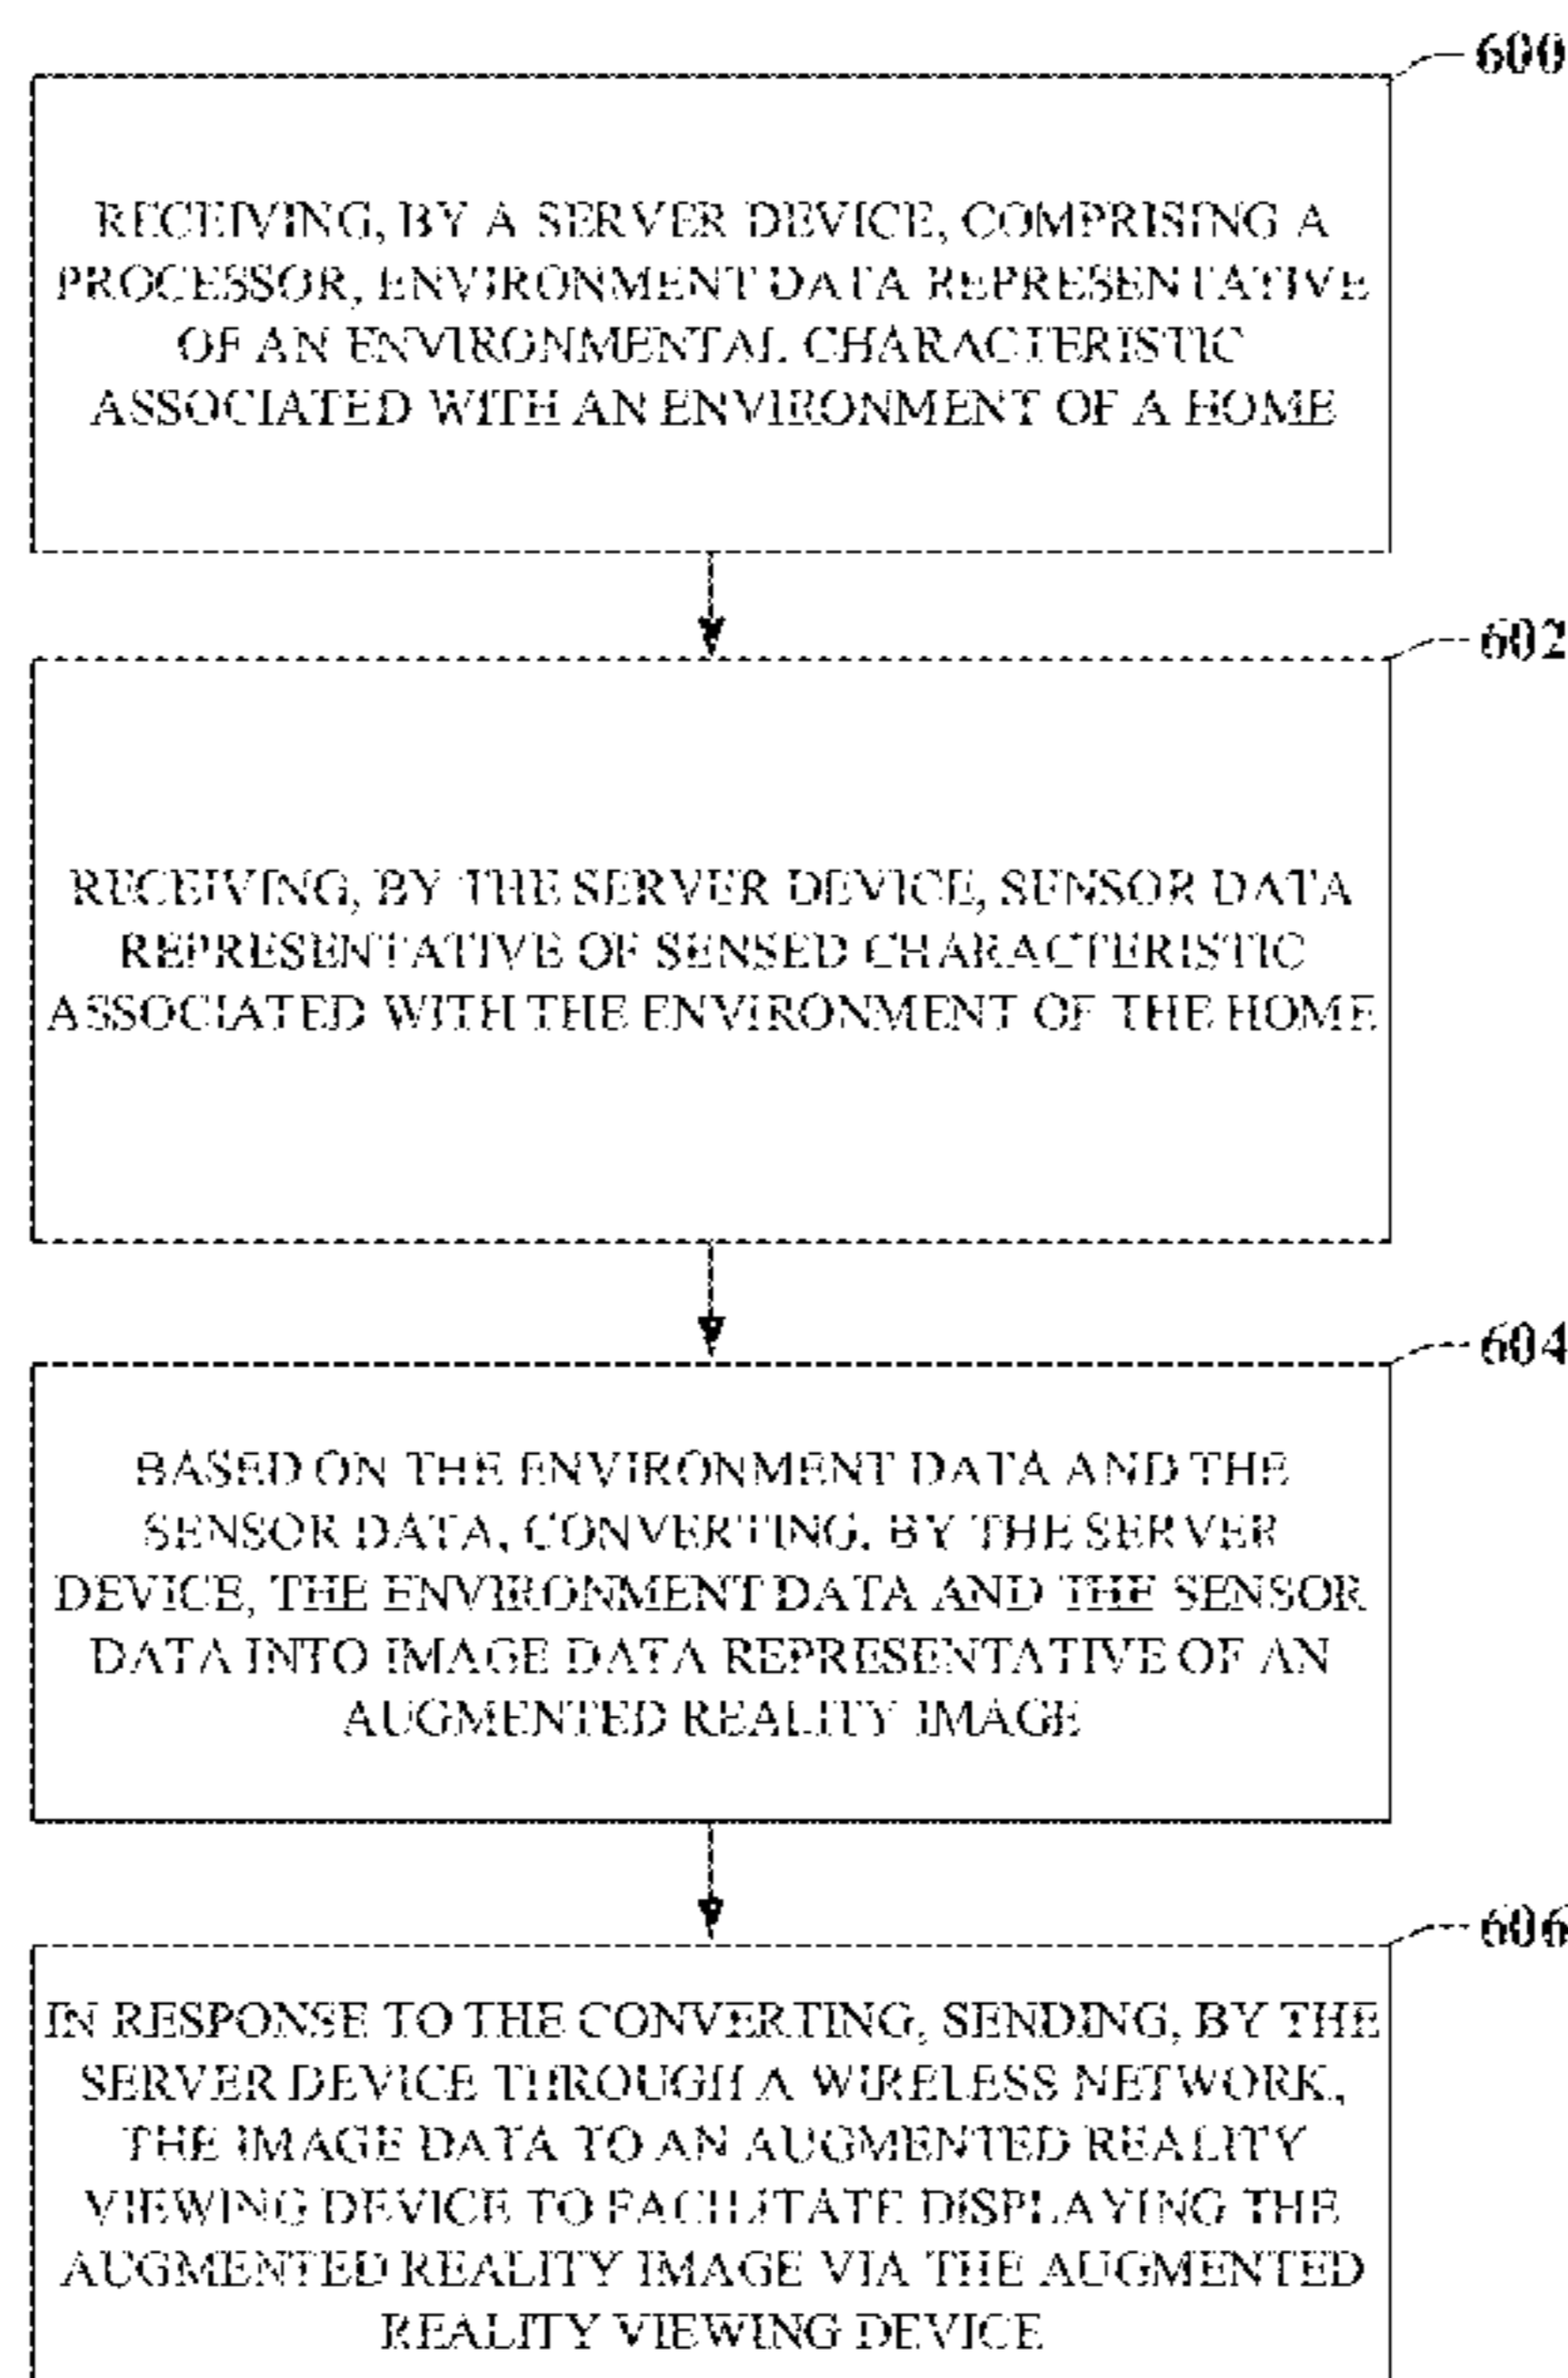 600
RECEIVING, BY A SERVER DEVICE, COMPRISING A
PROCESSOR, ENVIRONMENT DATA REPRESENTATIVE
OF AN ENVIRONMENTAL CHARACTERISTIC
ASSOCIATED WITH AN ENVIRONMENT OF A HOME
602
RECEIVING, BY THE SERVER DEVICE, SENSOR DATA
REPRESENTATIVE OF SENSED CHARACTERISTIC
ASSOCIATED WITH THE ENVIRONMENT OF THE HOME
604
BASED ON THE ENVIRONMENT DATA AND THE
SENSOR DATA, CONVERTING, BY THE SERVER
DEVICE, THE ENVIRONMENT DATA AND THE SENSOR
DATA INTO IMAGE DATA REPRESENTATIVE OF AN
AUGMENTED REALITY IMAGE
606
IN RESPONSE TO THE CONVERTING, SENDING, BY THE
SERVER DEVICE THROUGH A WIRELESS NETWORK,
THE IMAGE DATA TO AN AUGMENTED REALITY
VIEWING DEVICE TO FACILITATE DISPLAYING THE
AUGMENTED REALITY IMAGE VIA THE AUGMENTED
REALITY VIEWING DEVICE